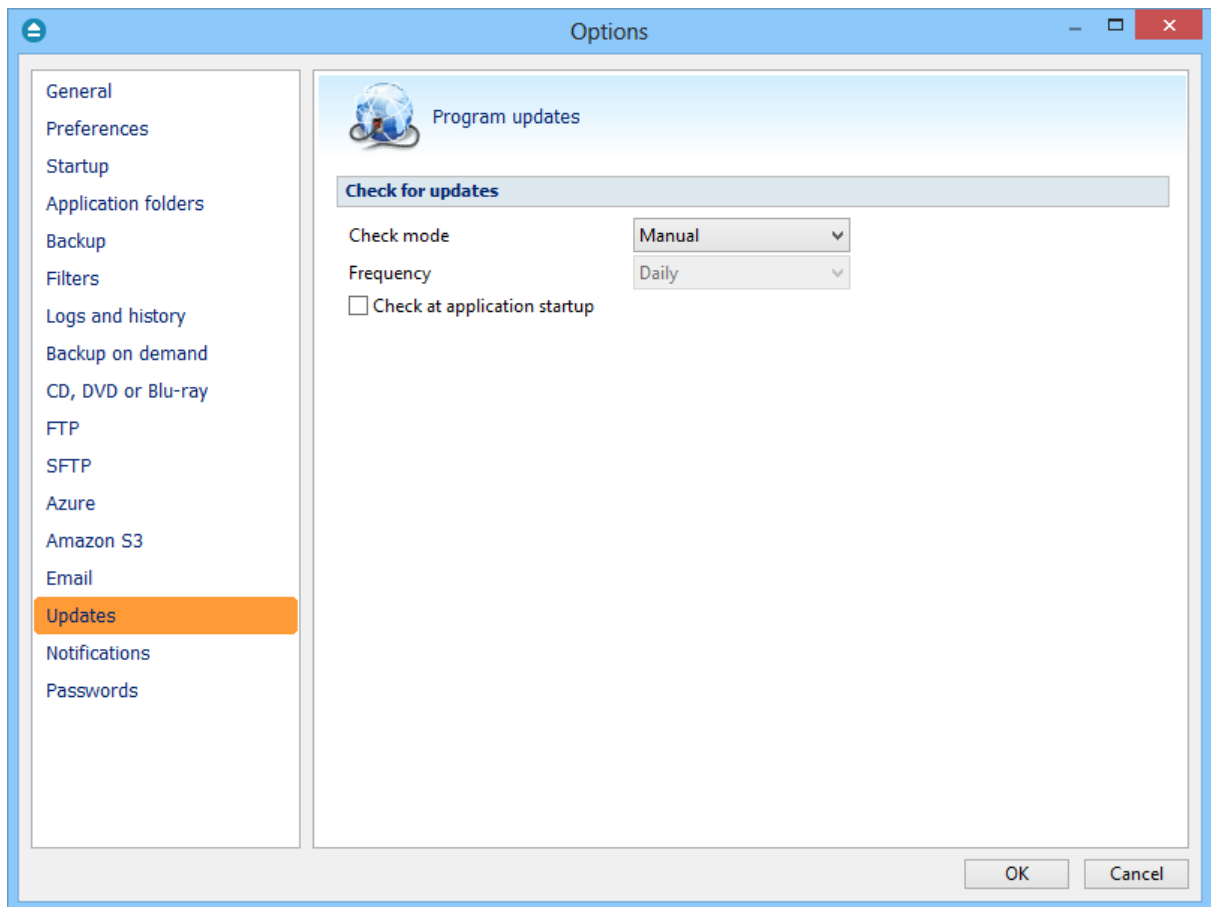 Options
General
Preferences
Startup
Application folders
Backup
Filters
Logs and history
Backup on demand
CD, DVD or Blu-ray
FTP
SFTP
Azure
Amazon S3
Email
Updates
Notifications
Passwords
Program updates
Check for updates
Check mode Manual
Frequency Daily
Check at application startup
OK Cancel